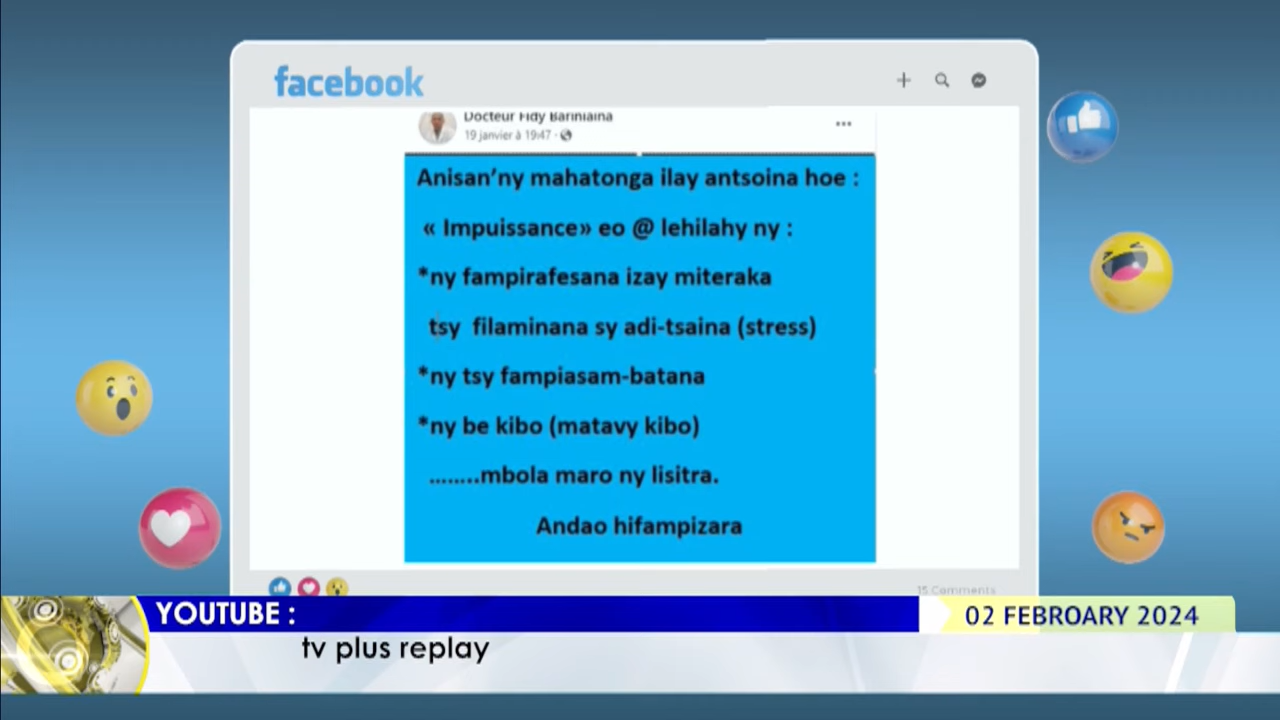 facebook
Docteur Fidy Bariniaina
19 janvier à 19:47 ·
Anisan'ny mahatonga ilay antsoina hoe :
« Impuissance» eo @ lehilahy ny :
*ny fampirafesana izay miteraka
tsy filaminana sy adi-tsaina (stress)
*ny tsy fampiasam-batana
*ny be kibo (matavy kibo)
........mbola maro ny lisitra.
Andao hifampizara
15 Comments
YOUTUBE :
02 FEBROARY 2024
tv plus replay